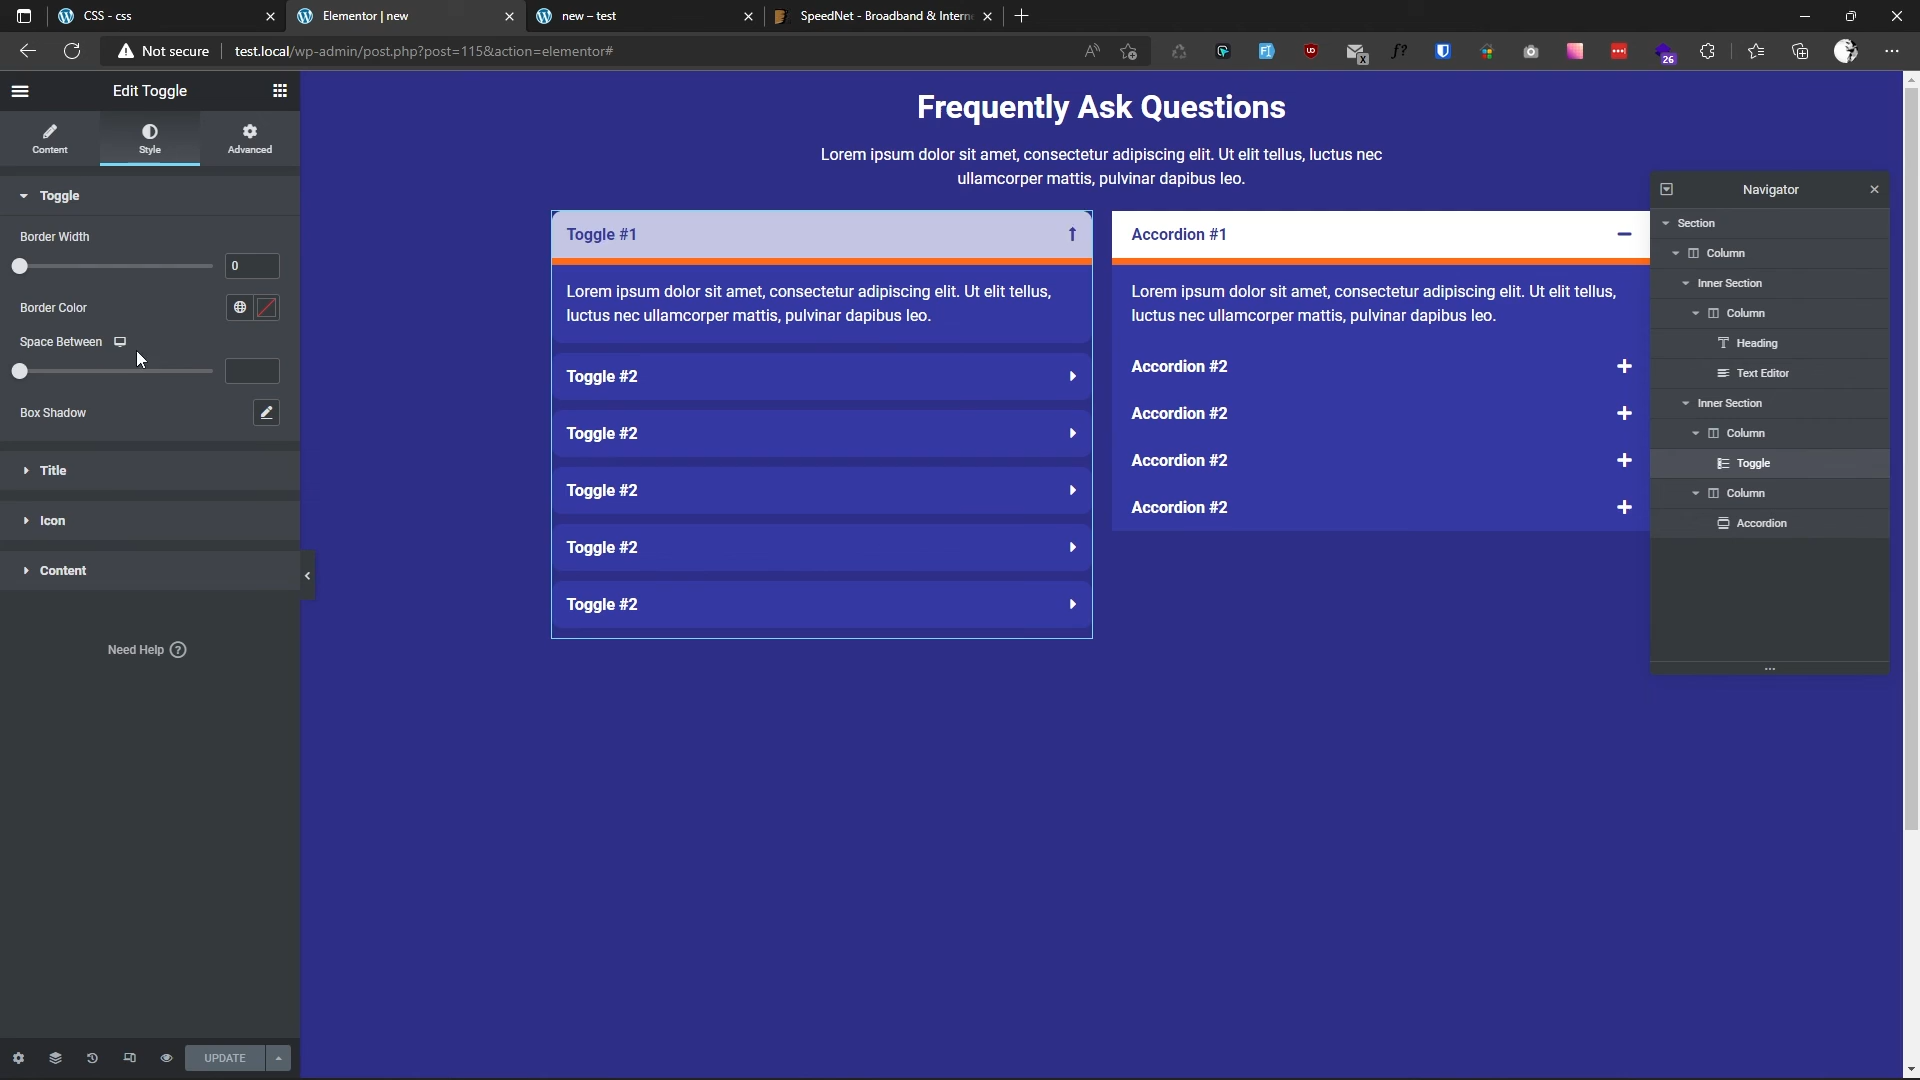 CSS - css
Elementor | new
new – test
SpeedNet - Broadband & Intern
Not secure
test.local/wp-admin/post.php?post=115&action=elementor#
26
Edit Toggle
Content
Style
Advanced
Toggle
Border Width
0
Border Color
Space Between
Box Shadow
Title
Icon
Content
Need Help ?
UPDATE
Frequently Ask Questions
Lorem ipsum dolor sit amet, consectetur adipiscing elit. Ut elit tellus, luctus nec
ullamcorper mattis, pulvinar dapibus leo.
Toggle #1
Lorem ipsum dolor sit amet, consectetur adipiscing elit. Ut elit tellus,
luctus nec ullamcorper mattis, pulvinar dapibus leo.
Toggle #2
Toggle #2
Toggle #2
Toggle #2
Toggle #2
Accordion #1
Lorem ipsum dolor sit amet, consectetur adipiscing elit. Ut elit tellus,
luctus nec ullamcorper mattis, pulvinar dapibus leo.
Accordion #2
Accordion #2
Accordion #2
Accordion #2
Navigator
Section
Column
Inner Section
Column
Heading
Text Editor
Inner Section
Column
Toggle
Column
Accordion